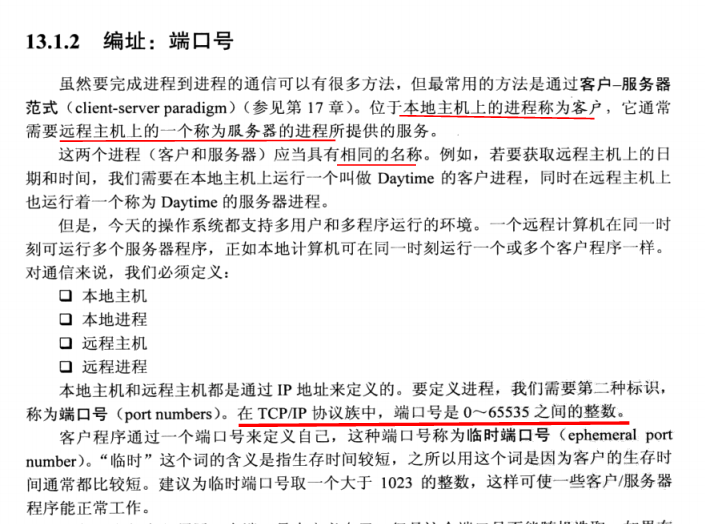 13.1.2 编址：端口号
虽然要完成进程到进程的通信可以有很多方法，但最常用的方法是通过客户–服务器
范式（client-server paradigm）（参见第 17 章）。位于本地主机上的进程称为客户，它通常
需要远程主机上的一个称为服务器的进程所提供的服务。
这两个进程（客户和服务器）应当具有相同的名称。例如，若要获取远程主机上的日
期和时间，我们需要在本地主机上运行一个叫做 Daytime 的客户进程，同时在远程主机上
也运行着一个称为 Daytime 的服务器进程。
但是，今天的操作系统都支持多用户和多程序运行的环境。一个远程计算机在同一时
刻可运行多个服务器程序，正如本地计算机可在同一时刻运行一个或多个客户程序一样。
对通信来说，我们必须定义：
❑ 本地主机
❑ 本地进程
❑ 远程主机
❑ 远程进程
本地主机和远程主机都是通过 IP 地址来定义的。要定义进程，我们需要第二种标识，
称为端口号（port numbers）。在 TCP/IP 协议族中，端口号是 0～65535 之间的整数。
客户程序通过一个端口号来定义自己，这种端口号称为临时端口号（ephemeral port
number）。“临时”这个词的含义是指生存时间较短，之所以用这个词是因为客户的生存时
间通常都比较短。建议为临时端口号取一个大于 1023 的整数，这样可使一些客户/服务器
程序能正常工作。